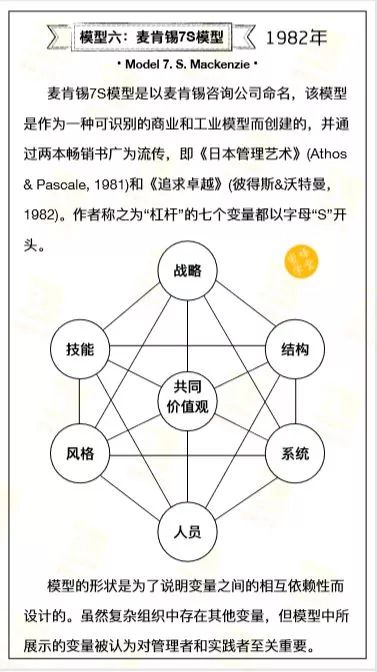 模型六：麦肯锡7S模型 1982年
• Model 7. S. Mackenzie •
麦肯锡7S模型是以麦肯锡咨询公司命名，该模型
是作为一种可识别的商业和工业模型而创建的，并通
过两本畅销书广为流传，即《日本管理艺术》(Athos
& Pascale, 1981)和《追求卓越》(彼得斯&沃特曼，
1982)。作者称之为“杠杆”的七个变量都以字母“S”开
头。
战略
技能
结构
共同
价值观
风格
系统
人员
模型的形状是为了说明变量之间的相互依赖性而
设计的。虽然复杂组织中存在其他变量，但模型中所
展示的变量被认为对管理者和实践者至关重要。